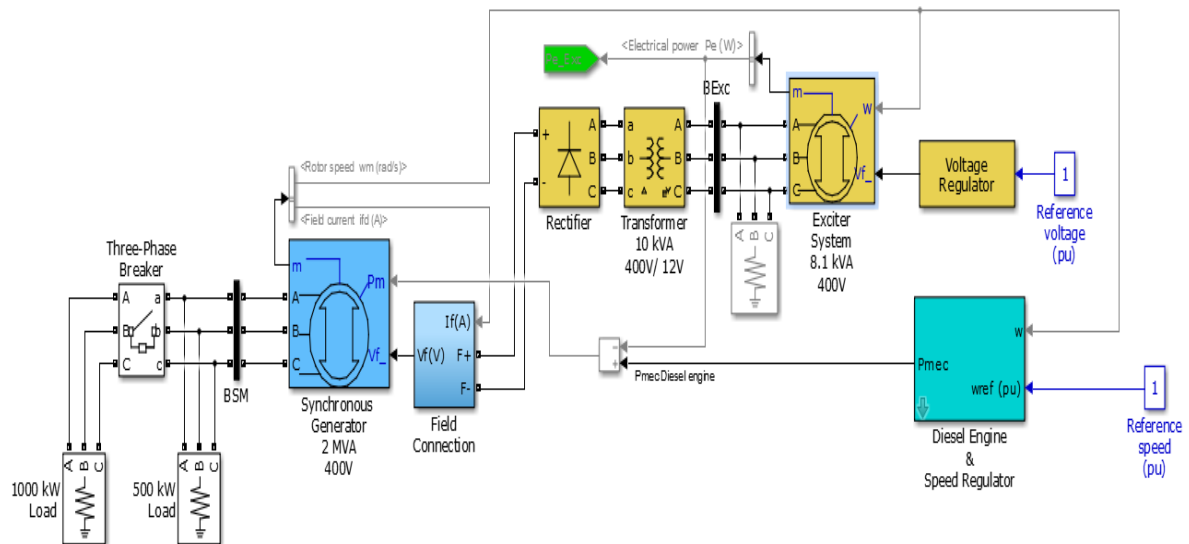 <Electrical power Pe (W)>
BExc
m
w
A
B
C
Vf_
Exciter
System
8.1 kVA
400V
Voltage
Regulator
1
Reference
voltage
(pu)
+
-
A
B
C
Rectifier
a
b
c
A
B
C
Transformer
10 kVA
400V/ 12V
A
B
C
<Rotor speed wm (rad/s)>
<Field current ifd (A)>
Three-Phase
Breaker
A
B
C
a
b
c
BSM
m
Pm
A
B
C
Vf_
Synchronous
Generator
2 MVA
400V
If(A)
Vf(V)
F+
F-
Field
Connection
-
+
Pmec Diesel engine
w
Pmec
wref (pu)
Diesel Engine
&
Speed Regulator
1
Reference
speed
(pu)
1000 kW
Load
A
B
C
500 kW
Load
A
B
C